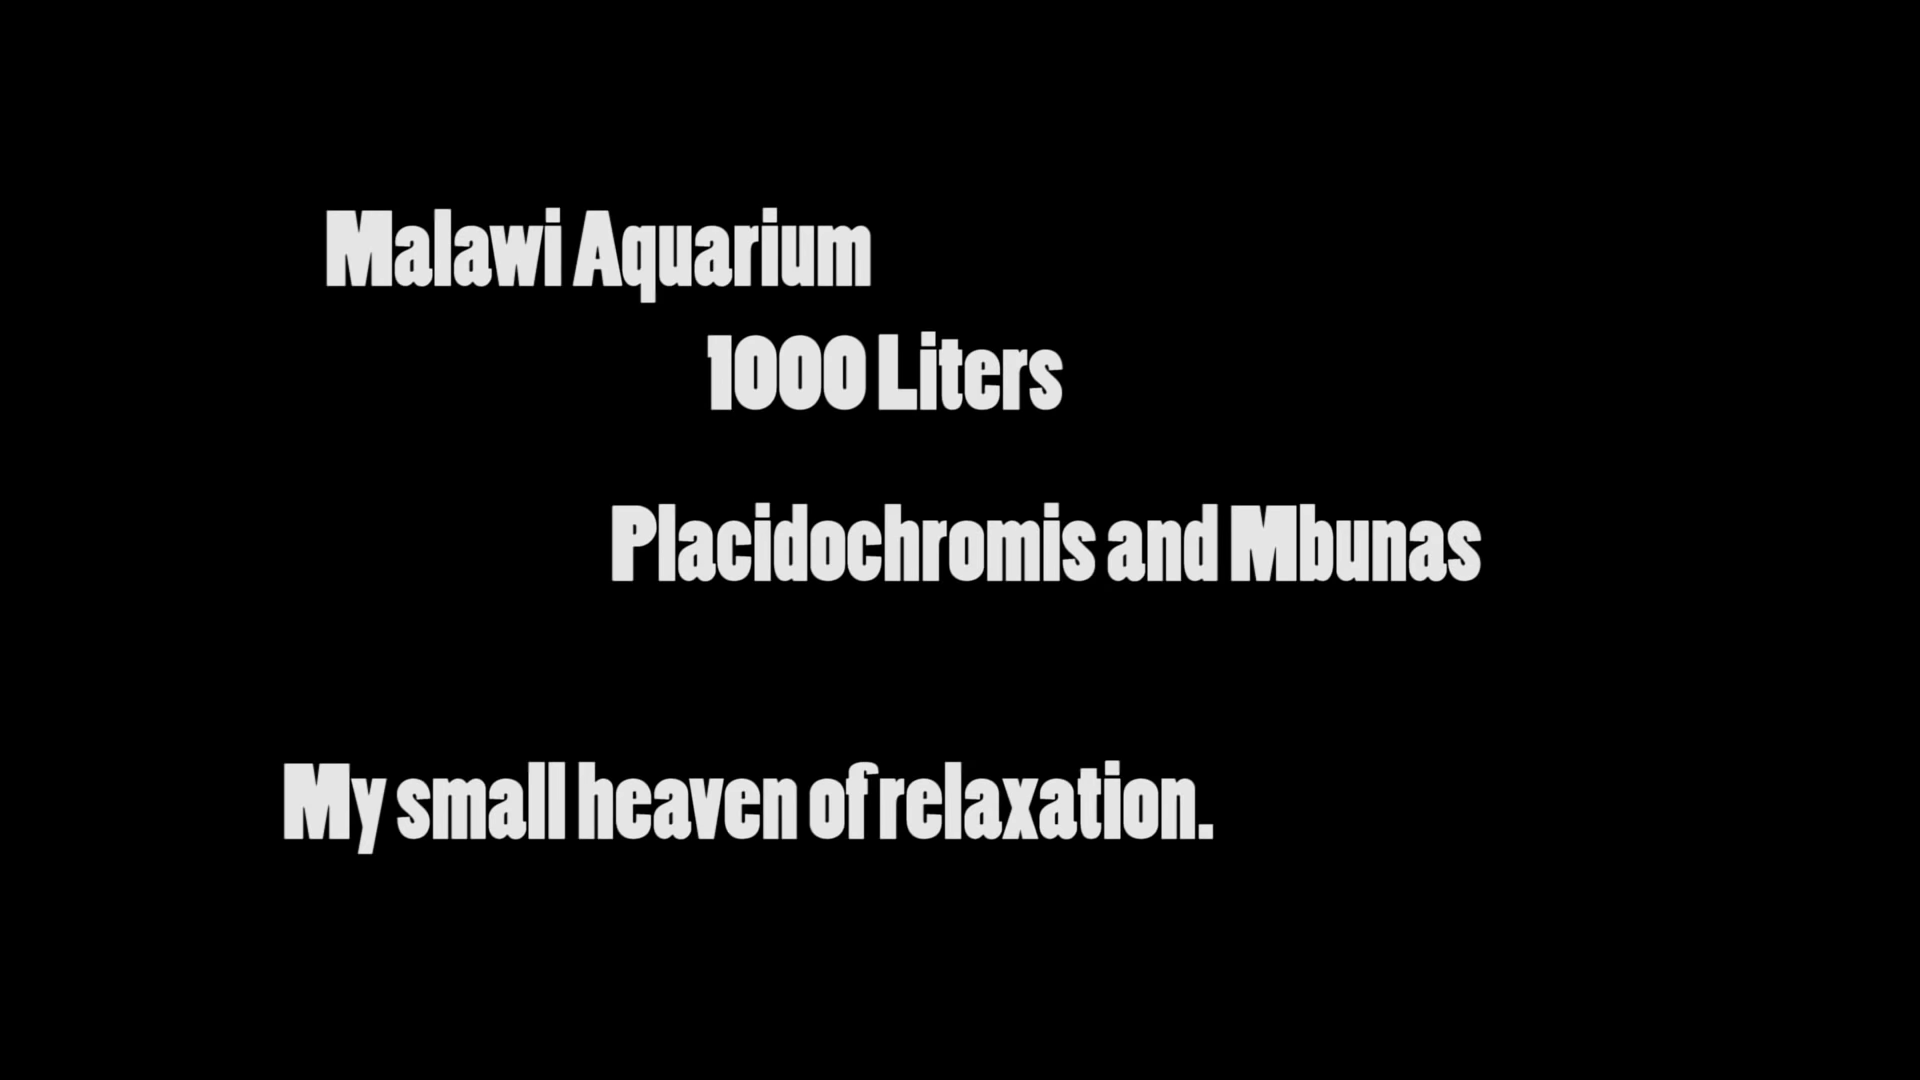 Malawi Aquarium
1000 Liters
Placidochromis and Mbunas
My small heaven of relaxation.